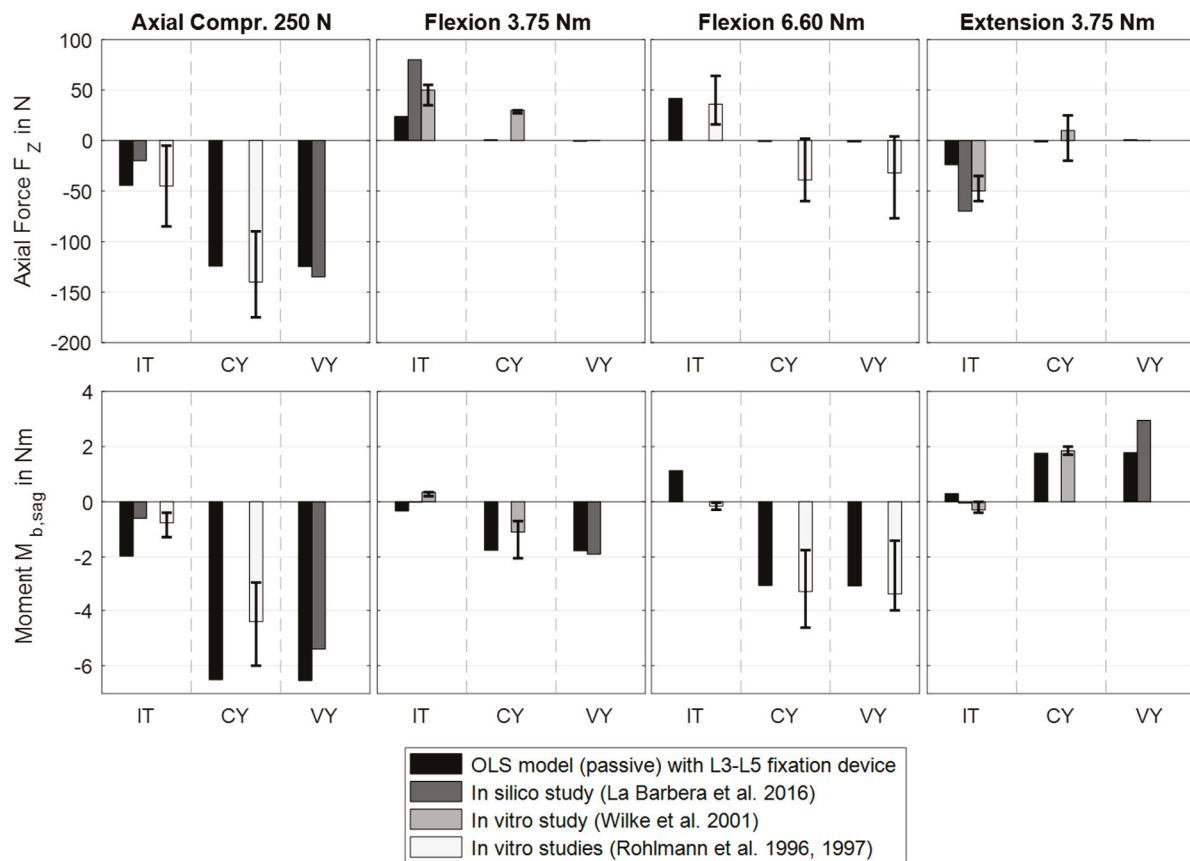 Axial Compr. 250 N Flexion 3.75 Nm Flexion 6.60 Nm Extension 3.75 Nm
Axial Force F_Z in N
100
50
0
-50
-100
-150
-200
IT CY VY IT CY VY IT CY VY IT CY VY
Moment M_b,sag in Nm
4
2
0
-2
-4
-6
IT CY VY IT CY VY IT CY VY IT CY VY
OLS model (passive) with L3-L5 fixation device
In silico study (La Barbera et al. 2016)
In vitro study (Wilke et al. 2001)
In vitro studies (Rohlmann et al. 1996, 1997)